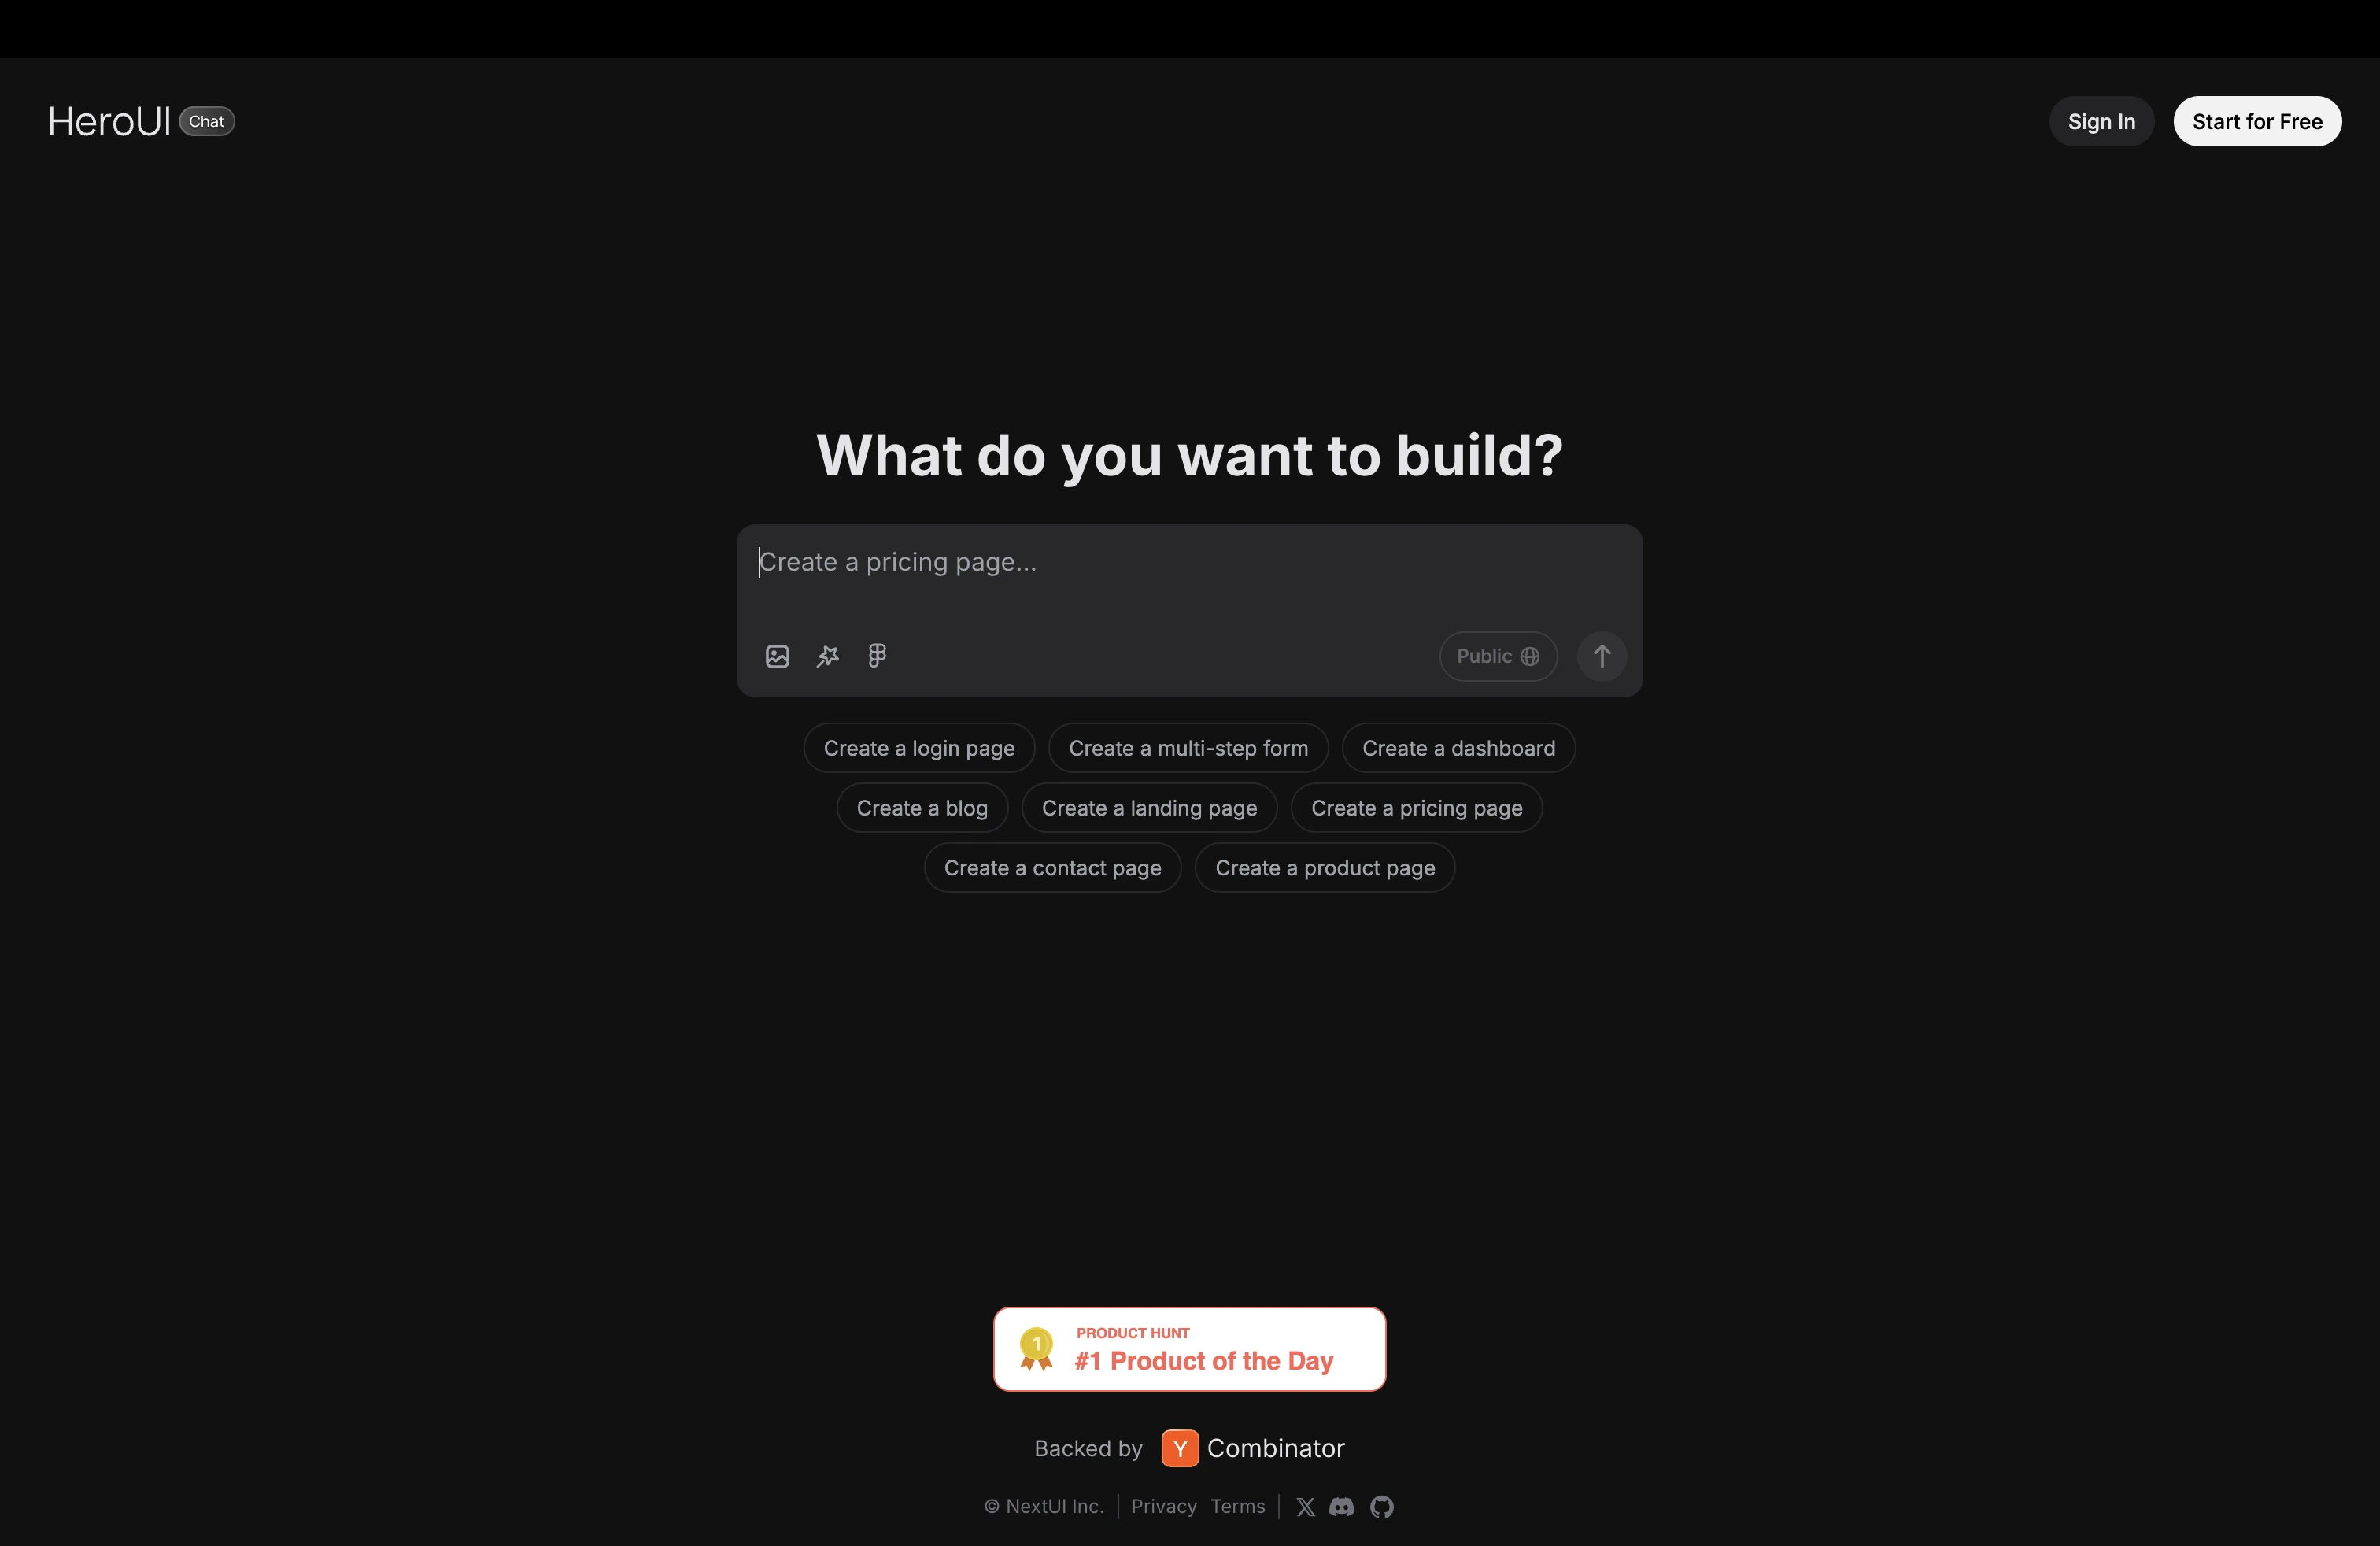 HeroUI Chat
Sign In
Start for Free
What do you want to build?
Create a pricing page...
Public
Create a login page
Create a multi-step form
Create a dashboard
Create a blog
Create a landing page
Create a pricing page
Create a contact page
Create a product page
1
PRODUCT HUNT
#1 Product of the Day
Backed by Y Combinator
© NextUI Inc. | Privacy Terms |